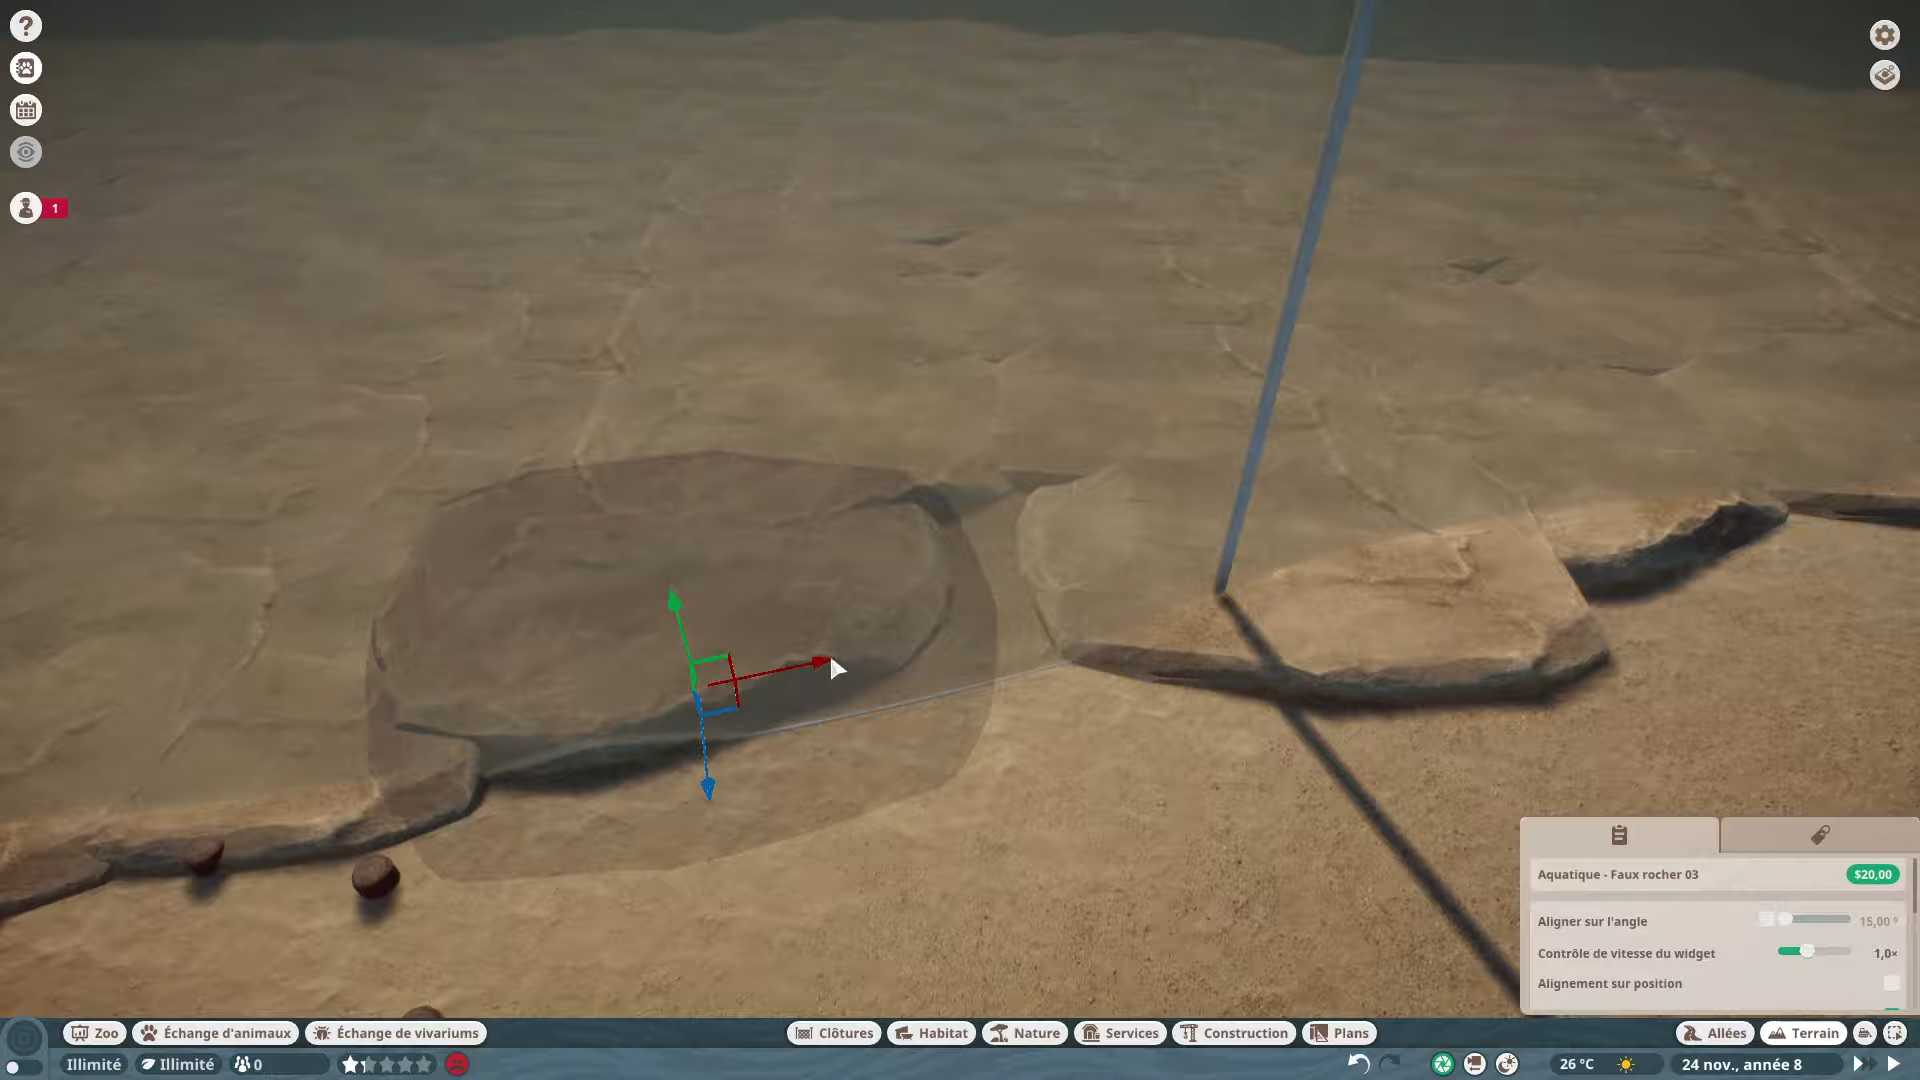 ?
1
Aquatique - Faux rocher 03
$20,00
Aligner sur l'angle
15,00 °
Contrôle de vitesse du widget
1,0×
Alignement sur position
Zoo
Échange d'animaux
Échange de vivariums
Clôtures
Habitat
Nature
Services
Construction
Plans
Allées
Terrain
Illimité
Illimité
0
26 °C
24 nov., année 8